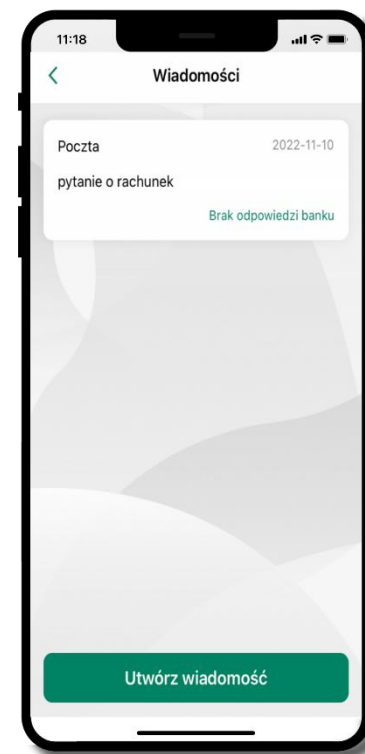 11:18
Wiadomości
Poczta 2022-11-10
pytanie o rachunek
Brak odpowiedzi banku
Utwórz wiadomość